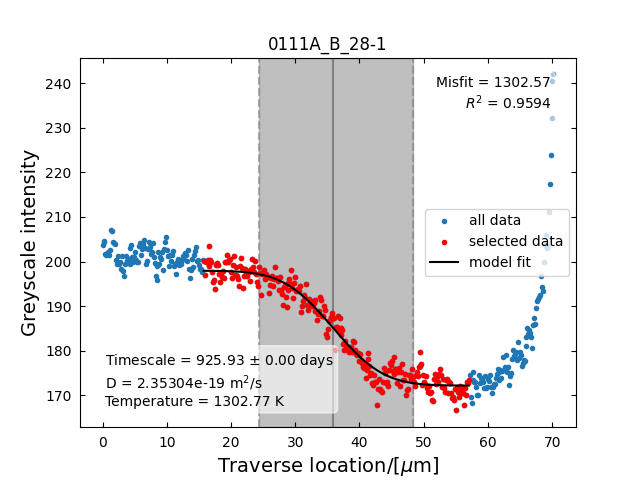 0111A_B_28-1
Misfit = 1302.57
R² = 0.9594
Greyscale intensity
240
230
220
210
200
190
180
170
all data
selected data
model fit
Timescale = 925.93 ± 0.00 days
D = 2.35304e-19 m²/s
Temperature = 1302.77 K
0 10 20 30 40 50 60 70
Traverse location/[μm]